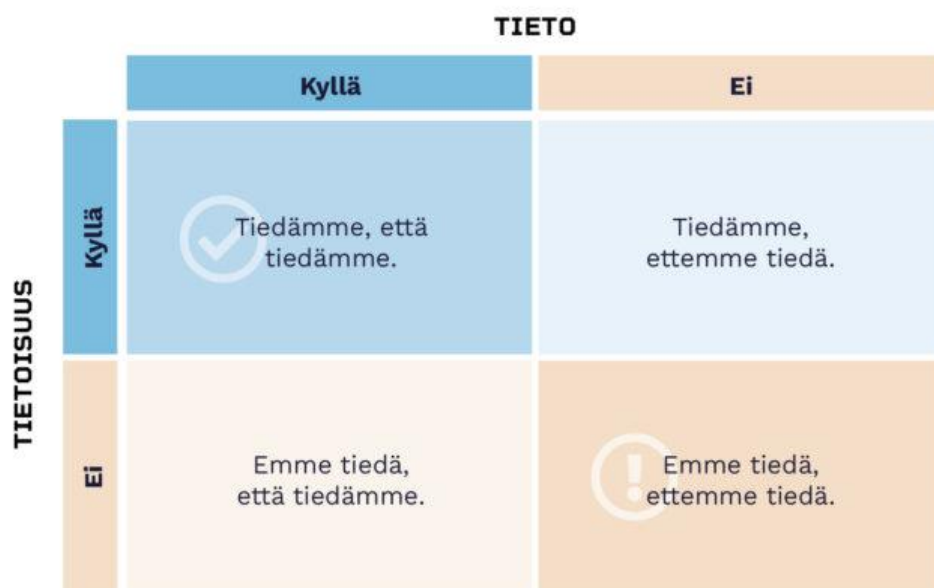 TIETO
Kyllä
Ei
TIETOISUUS
Kyllä
Tiedämme, että
tiedämme.
Tiedämme,
ettemme tiedä.
Ei
Emme tiedä,
että tiedämme.
Emme tiedä,
ettemme tiedä.